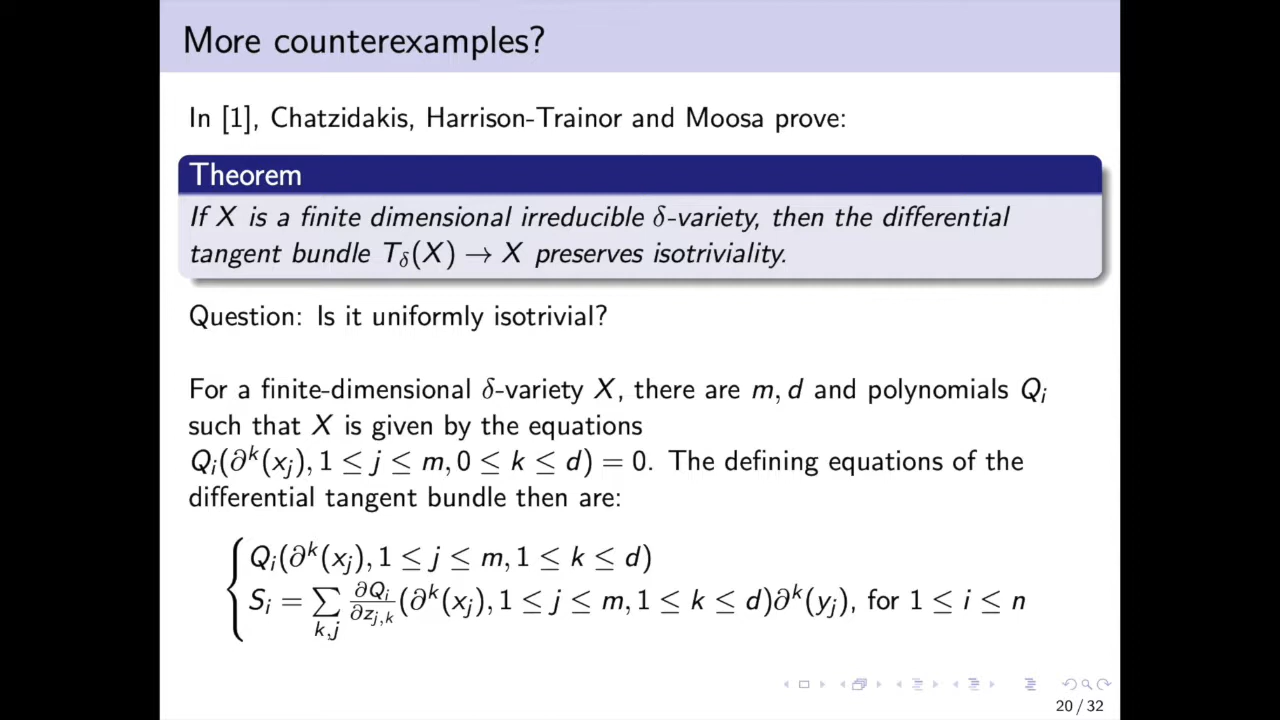 More counterexamples?
In [1], Chatzidakis, Harrison-Trainor and Moosa prove:
Theorem
If X is a finite dimensional irreducible δ-variety, then the differential
tangent bundle T_δ(X) → X preserves isotriviality.
Question: Is it uniformly isotrivial?
For a finite-dimensional δ-variety X, there are m, d and polynomials Q_i
such that X is given by the equations
Q_i(∂^k(x_j), 1 ≤ j ≤ m, 0 ≤ k ≤ d) = 0. The defining equations of the
differential tangent bundle then are:
Q_i(∂^k(x_j), 1 ≤ j ≤ m, 1 ≤ k ≤ d)
S_i = ∑_{k,j} ∂Q_i/∂z_{j,k} (∂^k(x_j), 1 ≤ j ≤ m, 1 ≤ k ≤ d)∂^k(y_j), for 1 ≤ i ≤ n
20 / 32